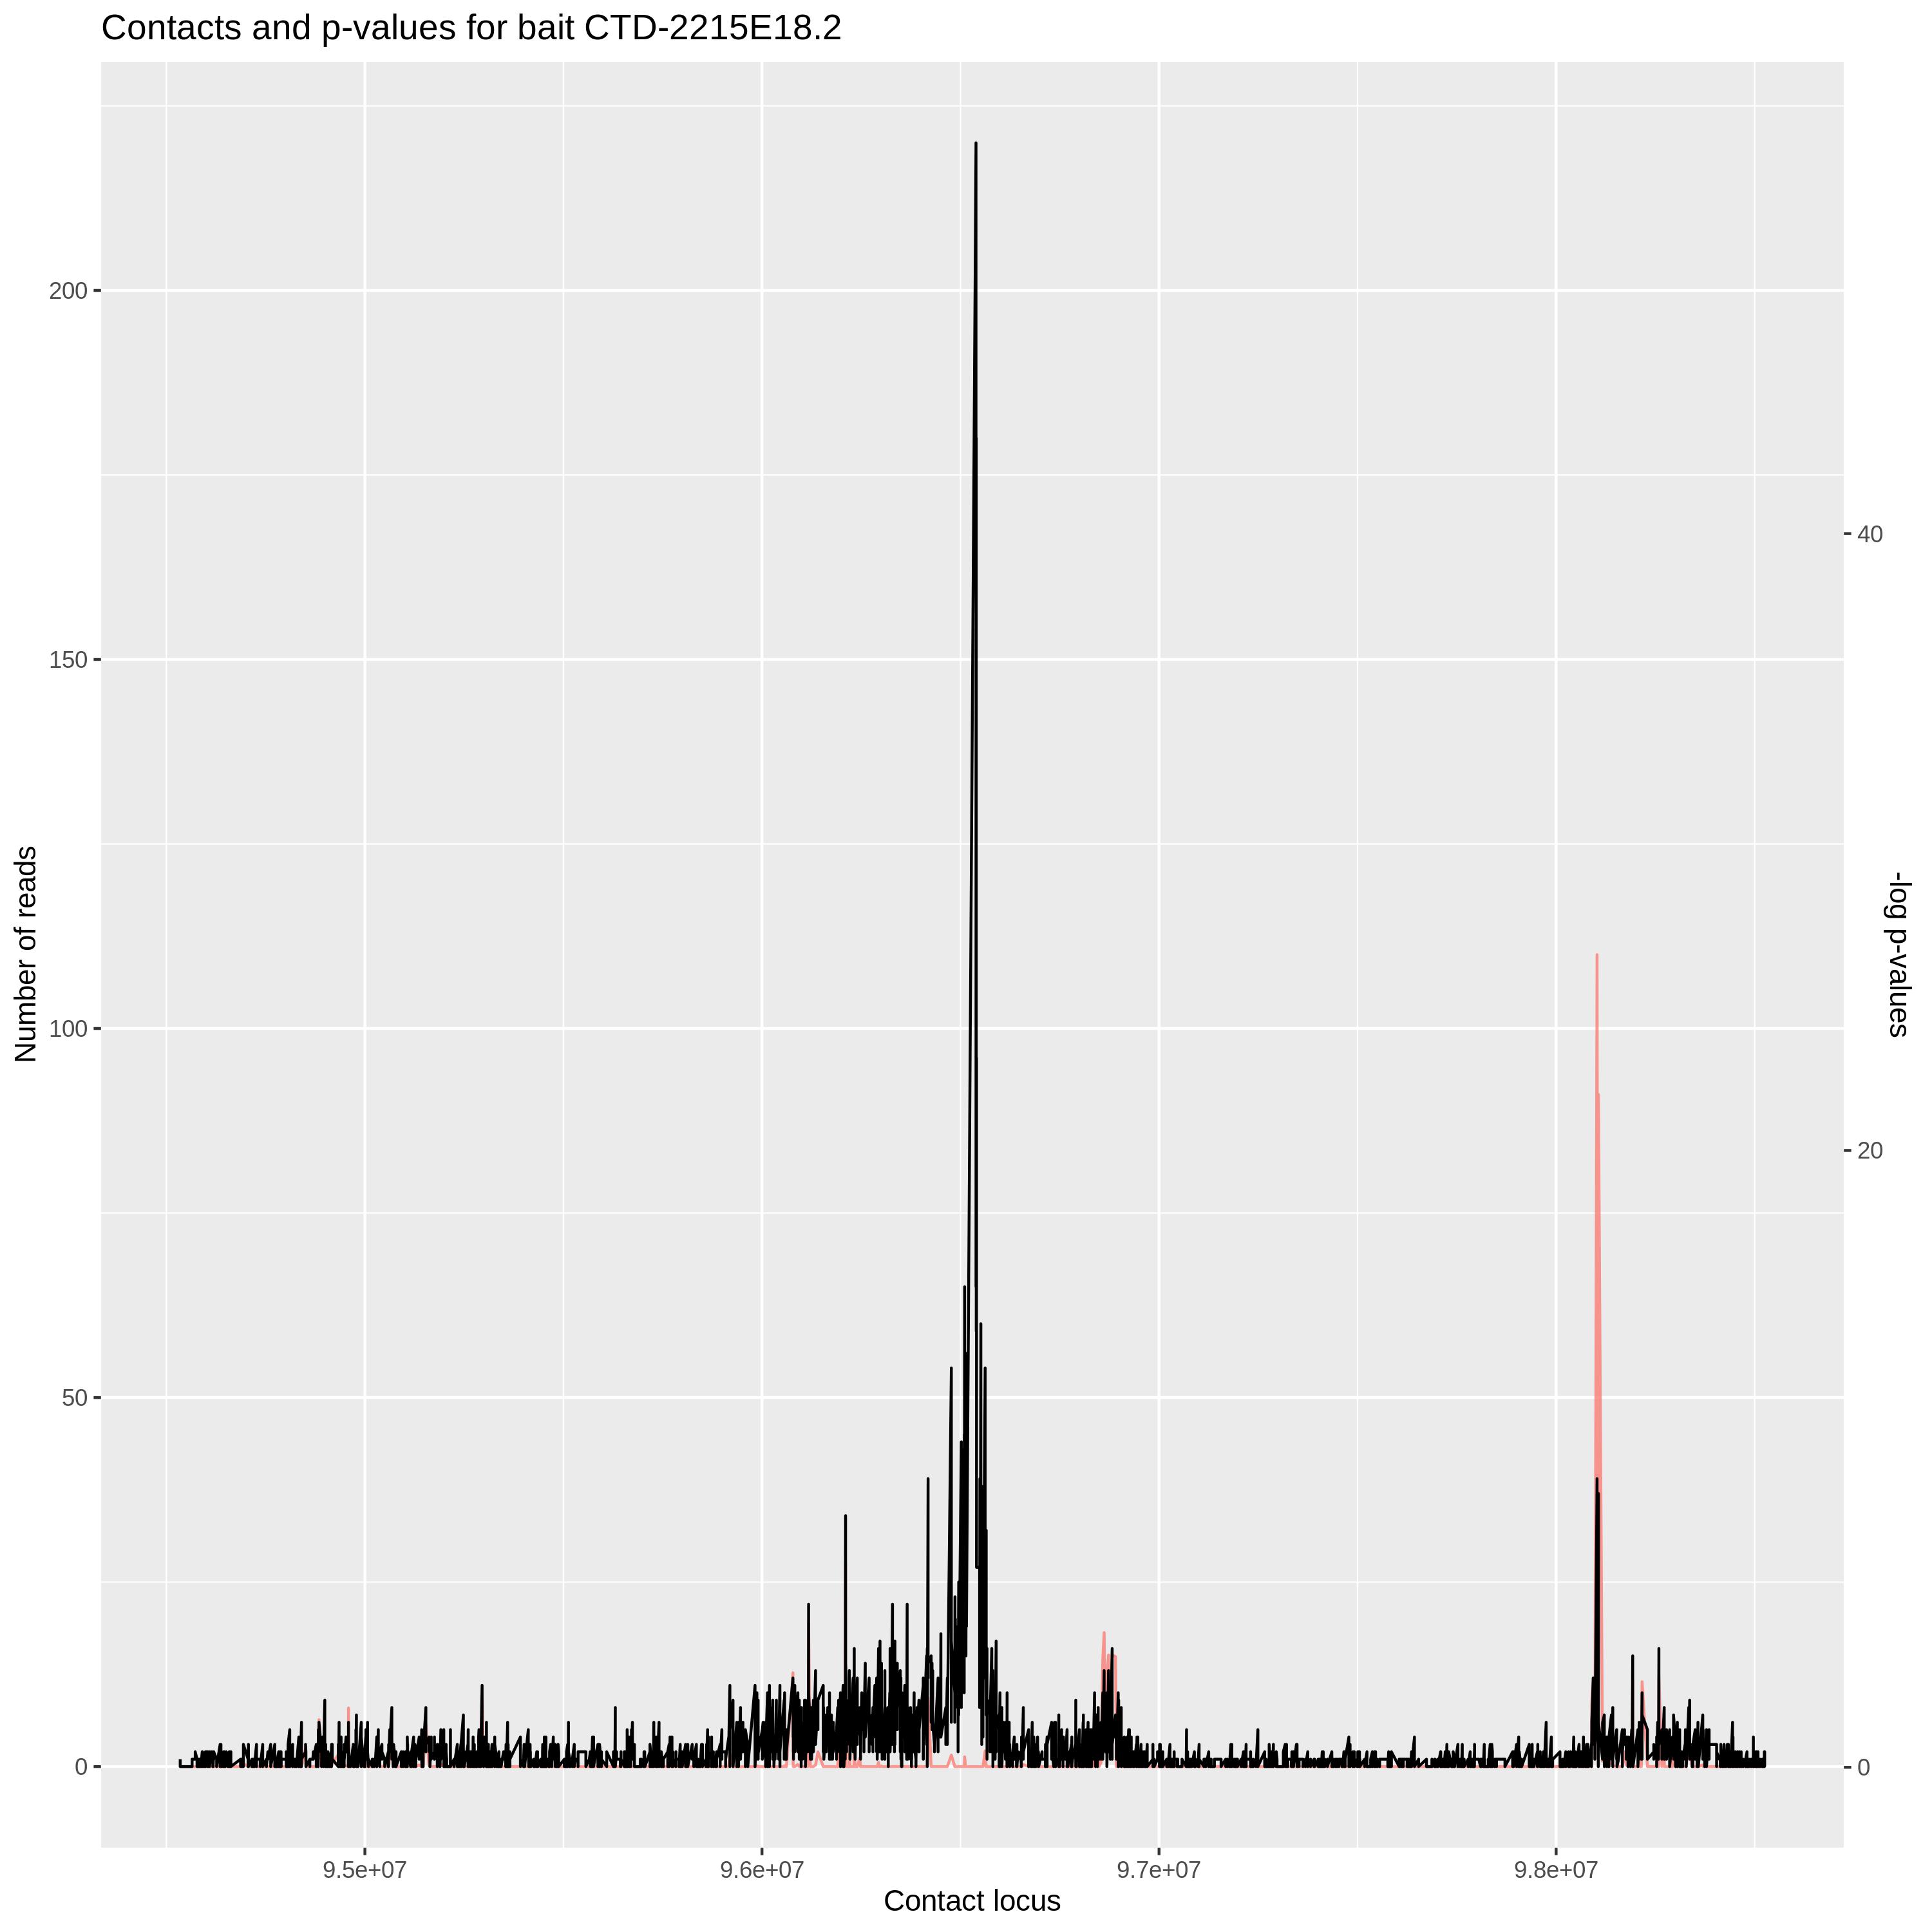 Contacts and p-values for bait CTD-2215E18.2
200
150
100
50
0
Number of reads
40
20
0
-log p-values
9.5e+07
9.6e+07
9.7e+07
9.8e+07
Contact locus